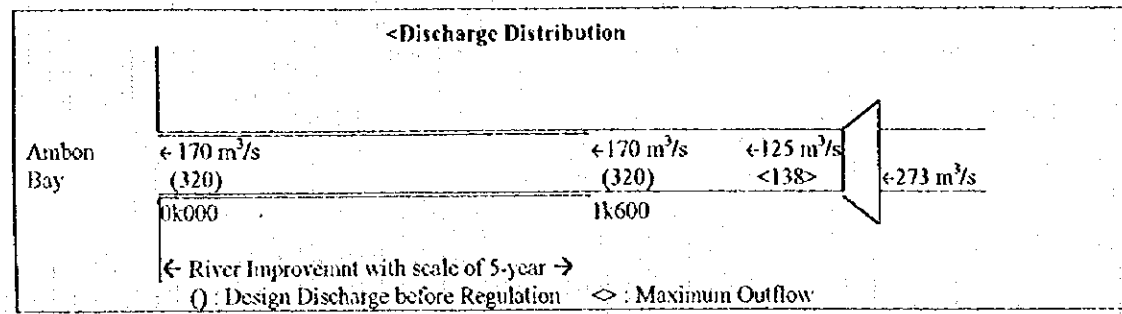 <Discharge Distribution
Ambon Bay
←170 m³/s ←170 m³/s ←125 m³/s
(320) (320) <138> ←273 m³/s
0k000 1k600
← River Improvemnt with scale of 5-year →
() : Design Discharge before Regulation <> : Maximum Outflow